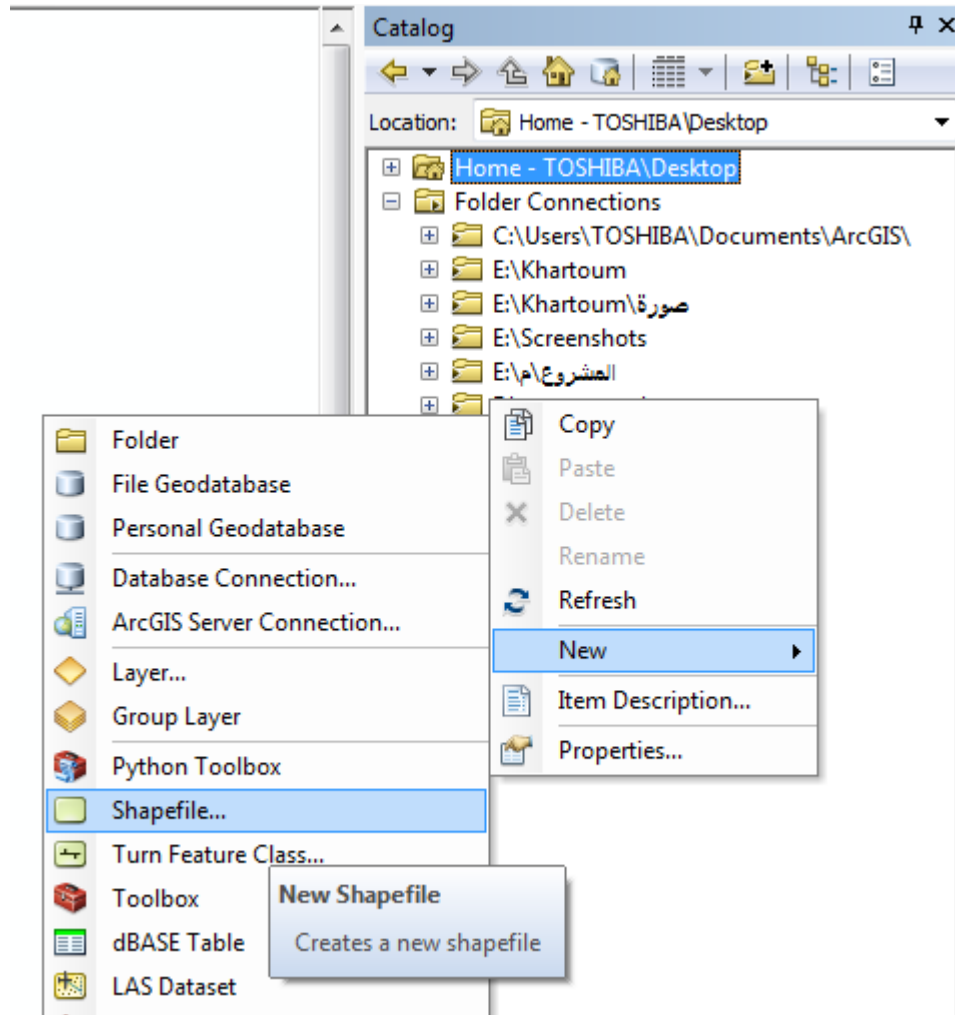 Catalog
Location: Home - TOSHIBA\Desktop
Home - TOSHIBA\Desktop
Folder Connections
C:\Users\TOSHIBA\Documents\ArcGIS\
E:\Khartoum
E:\Khartoum\صورة
E:\Screenshots
E:\المشروع\م
Copy
Paste
Delete
Rename
Refresh
New
Item Description...
Properties...
Folder
File Geodatabase
Personal Geodatabase
Database Connection...
ArcGIS Server Connection...
Layer...
Group Layer
Python Toolbox
Shapefile...
Turn Feature Class...
Toolbox
dBASE Table
LAS Dataset
New Shapefile
Creates a new shapefile